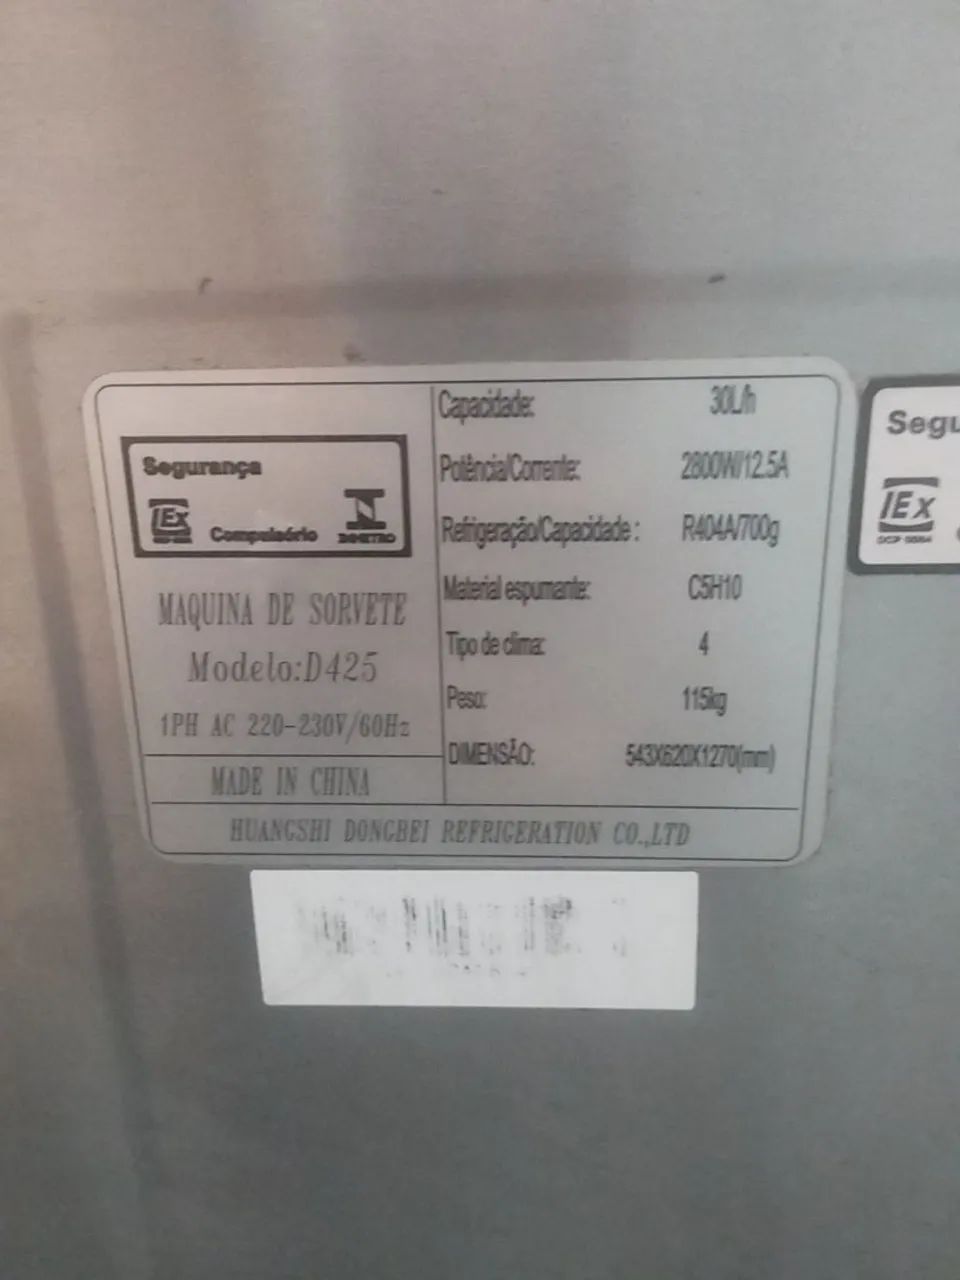 Segurança
IEx
Compulsório
INMETRO
MAQUINA DE SORVETE
Modelo:D425
1PH AC 220-230V/60Hz
MADE IN CHINA
Capacidade: 30L/h
Potência/Corrente: 2800W/12.5A
Refrigeração/Capacidade : R404A/700g
Material espumante: C5H10
Tipo de clima: 4
Peso: 115kg
DIMENSÃO: 543X620X1270(mm)
HUANGSHI DONGBEI REFRIGERATION CO.,LTD
Segu
IEx